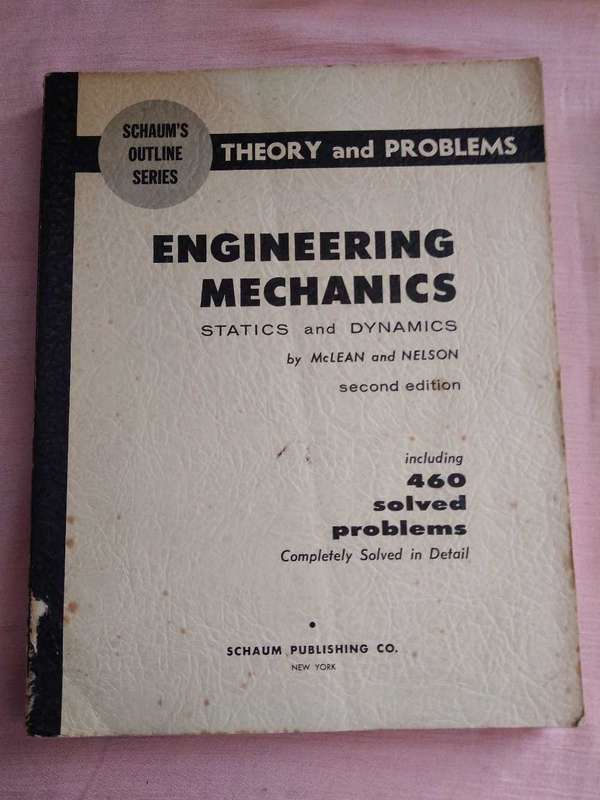 SCHAUM'S
OUTLINE
SERIES
THEORY and PROBLEMS
ENGINEERING
MECHANICS
STATICS and DYNAMICS
by McLEAN and NELSON
second edition
including
460
solved
problems
Completely Solved in Detail
SCHAUM PUBLISHING CO.
NEW YORK